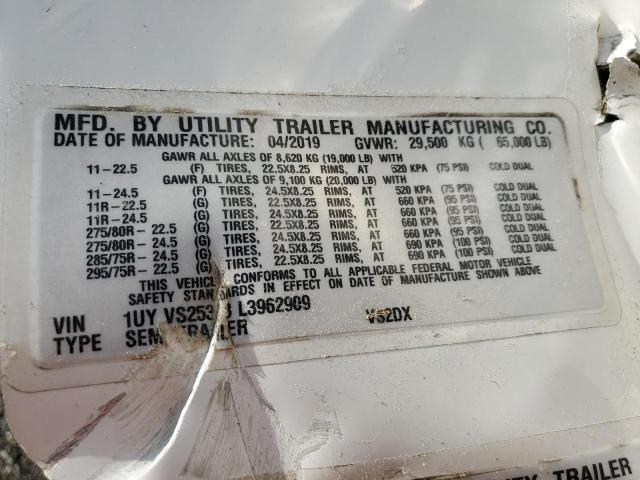 MFD. BY UTILITY TRAILER MANUFACTURING CO.
DATE OF MANUFACTURE: 04/2019 GVWR: 29,500 KG ( 65,000 LB)
GAWR ALL AXLES OF 8,620 KG (19,000 LB) WITH
11-22.5 (F) TIRES, 22.5X8.25 RIMS, AT 520 KPA (75 PSI) COLD DUAL
GAWR ALL AXLES OF 9,100 KG (20,000 LB) WITH
11-24.5 (F) TIRES, 24.5X8.25 RIMS, AT 520 KPA (75 PSI) COLD DUAL
11R-22.5 (G) TIRES, 22.5X8.25 RIMS, AT 660 KPA (95 PSI) COLD DUAL
11R-24.5 (G) TIRES, 24.5X8.25 RIMS, AT 660 KPA (95 PSI) COLD DUAL
275/80R-22.5 (G) TIRES, 22.5X8.25 RIMS, AT 660 KPA (95 PSI) COLD DUAL
275/80R-24.5 (G) TIRES, 24.5X8.25 RIMS, AT 660 KPA (95 PSI) COLD DUAL
285/75R-24.5 (G) TIRES, 24.5X8.25 RIMS, AT 690 KPA (100 PSI) COLD DUAL
295/75R-22.5 (G) TIRES, 22.5X8.25 RIMS, AT 690 KPA (100 PSI) COLD DUAL
THIS VEHICLE CONFORMS TO ALL APPLICABLE FEDERAL MOTOR VEHICLE
SAFETY STANDARDS IN EFFECT ON DATE OF MANUFACTURE SHOWN ABOVE
VIN 1UY L3962909 VS2DX
TYPE SEMI-TRAILER
TRAILER